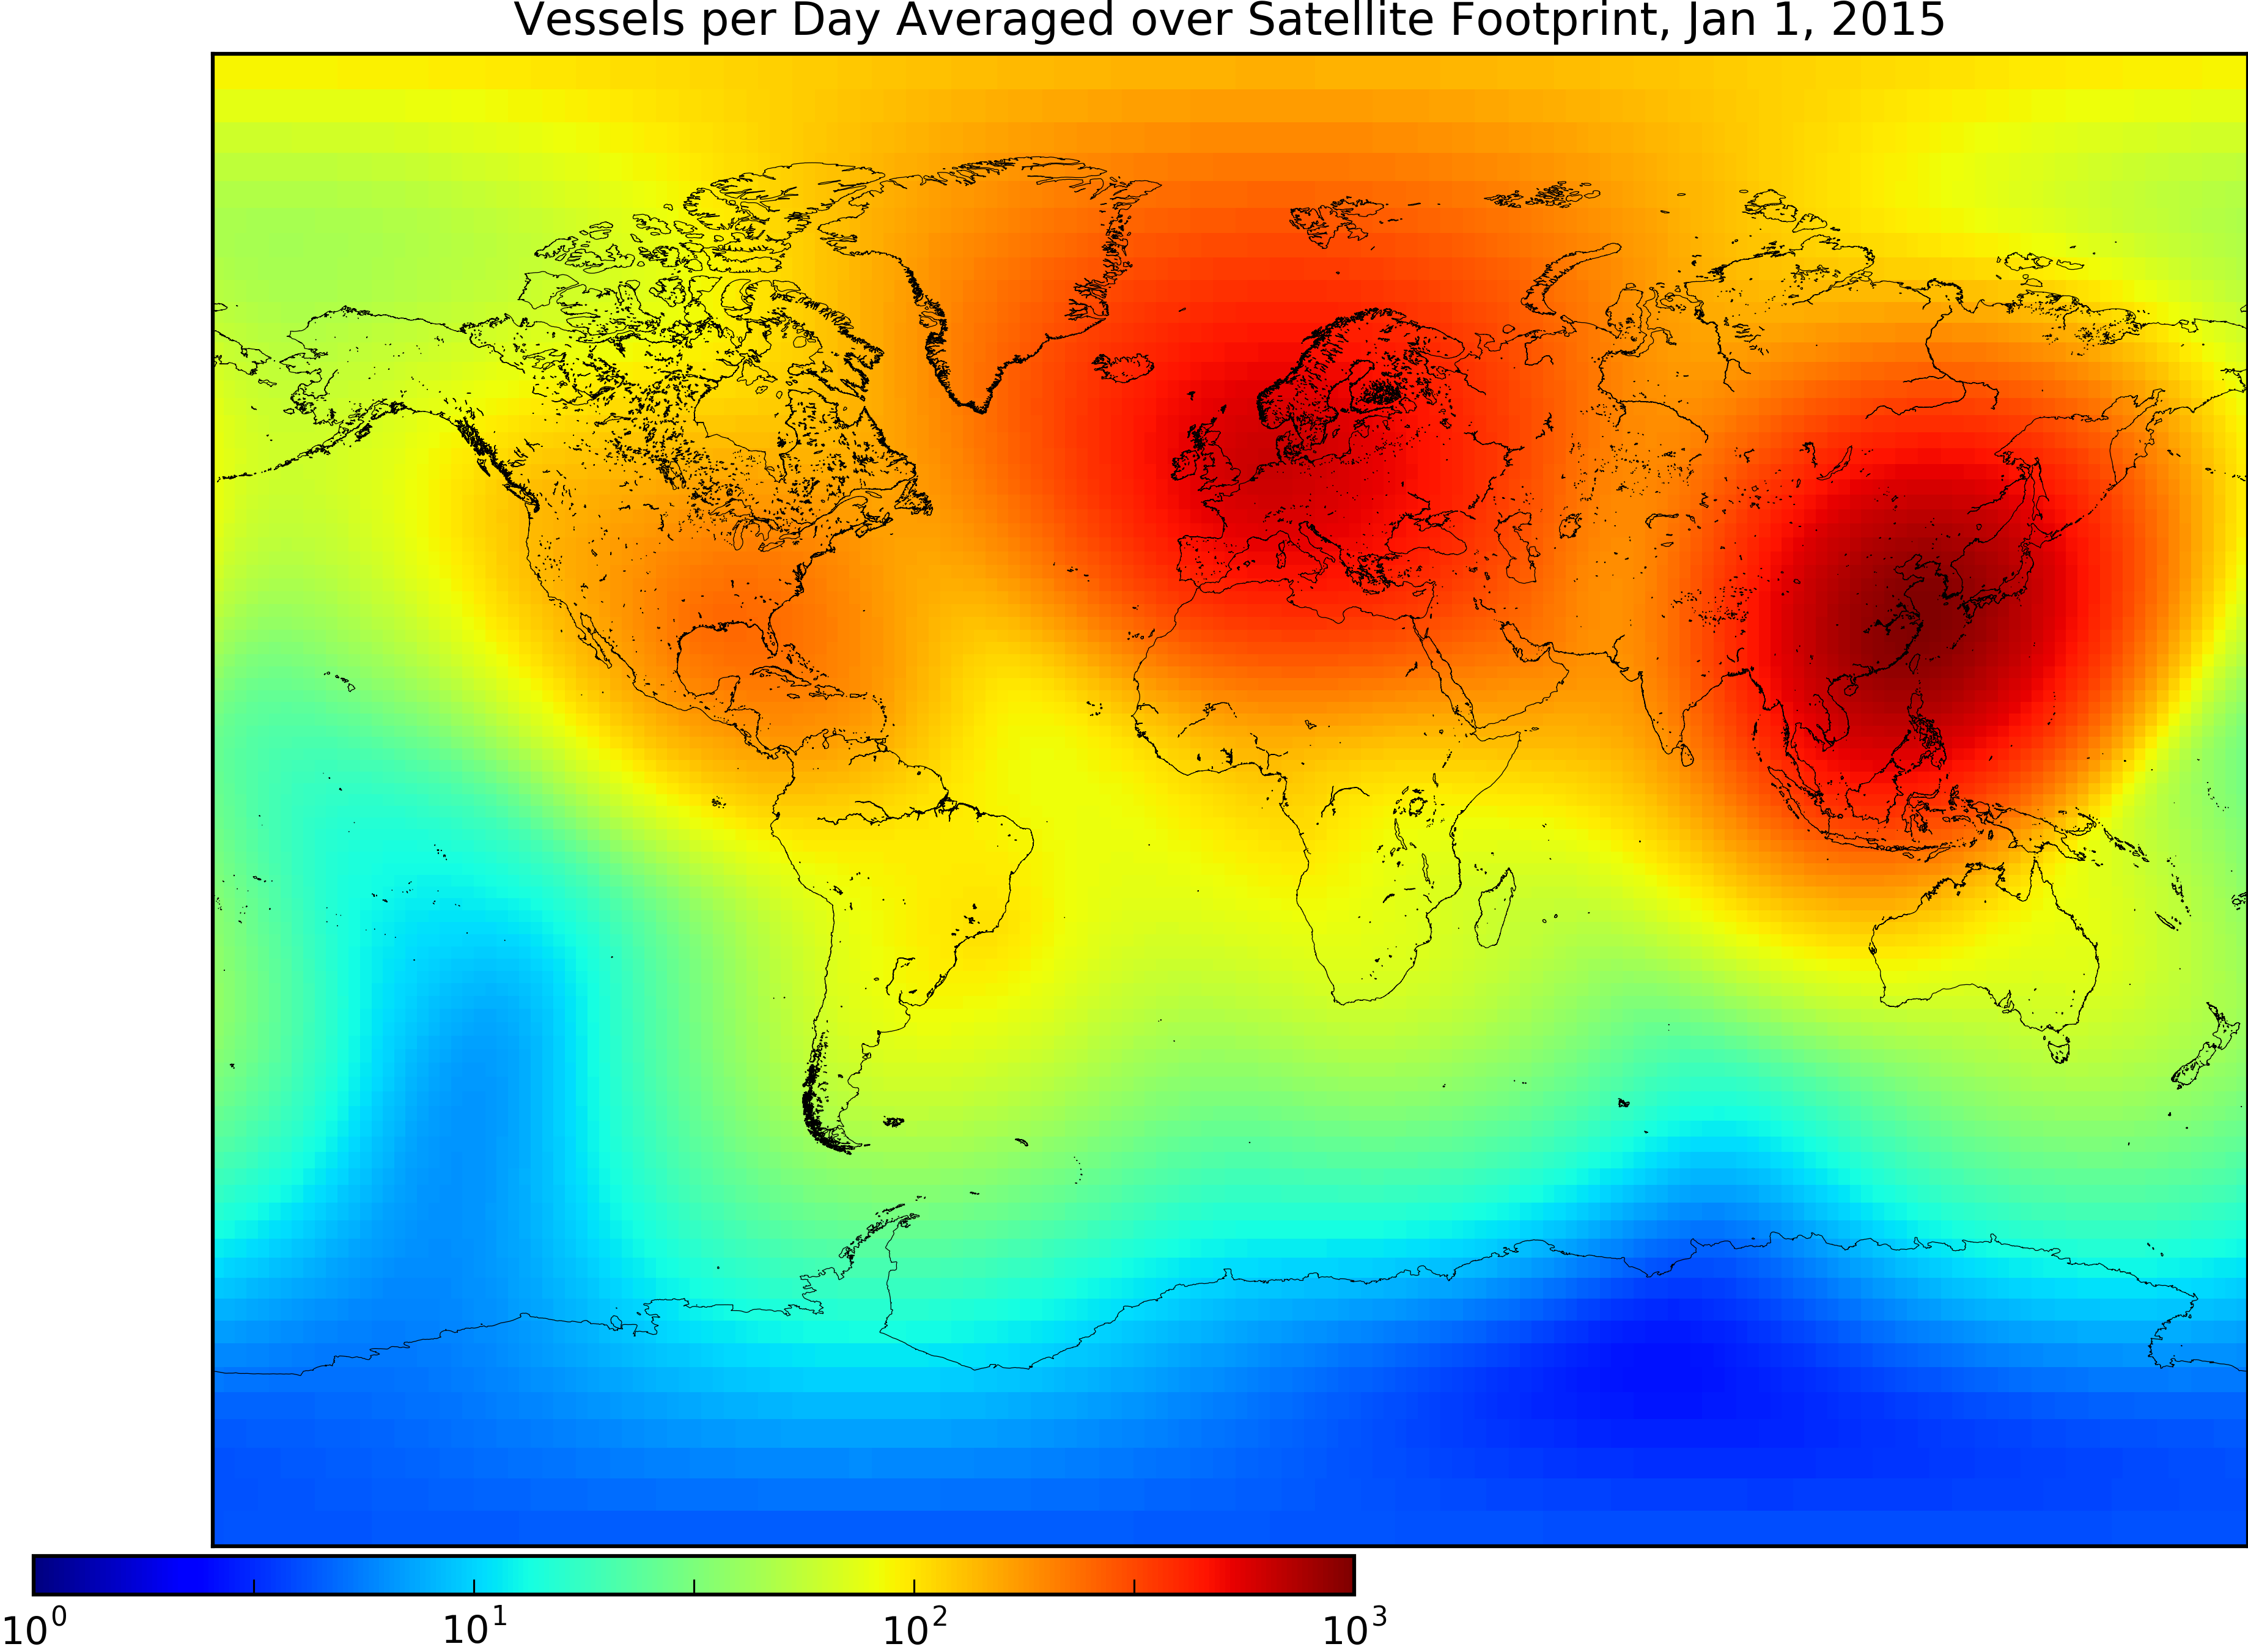 Vessels per Day Averaged over Satellite Footprint, Jan 1, 2015
10⁰ 10¹ 10² 10³